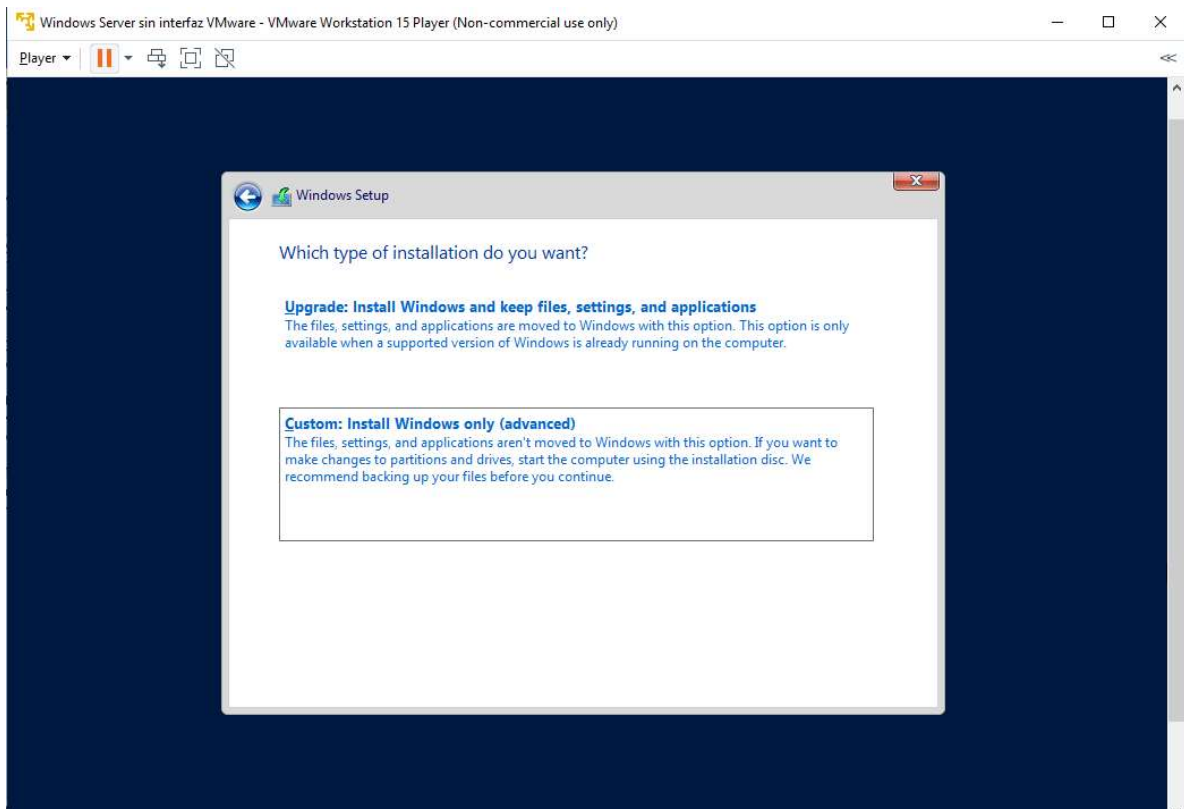 Windows Server sin interfaz VMware - VMware Workstation 15 Player (Non-commercial use only)
Player
Windows Setup
Which type of installation do you want?
Upgrade: Install Windows and keep files, settings, and applications
The files, settings, and applications are moved to Windows with this option. This option is only
available when a supported version of Windows is already running on the computer.
Custom: Install Windows only (advanced)
The files, settings, and applications aren't moved to Windows with this option. If you want to
make changes to partitions and drives, start the computer using the installation disc. We
recommend backing up your files before you continue.